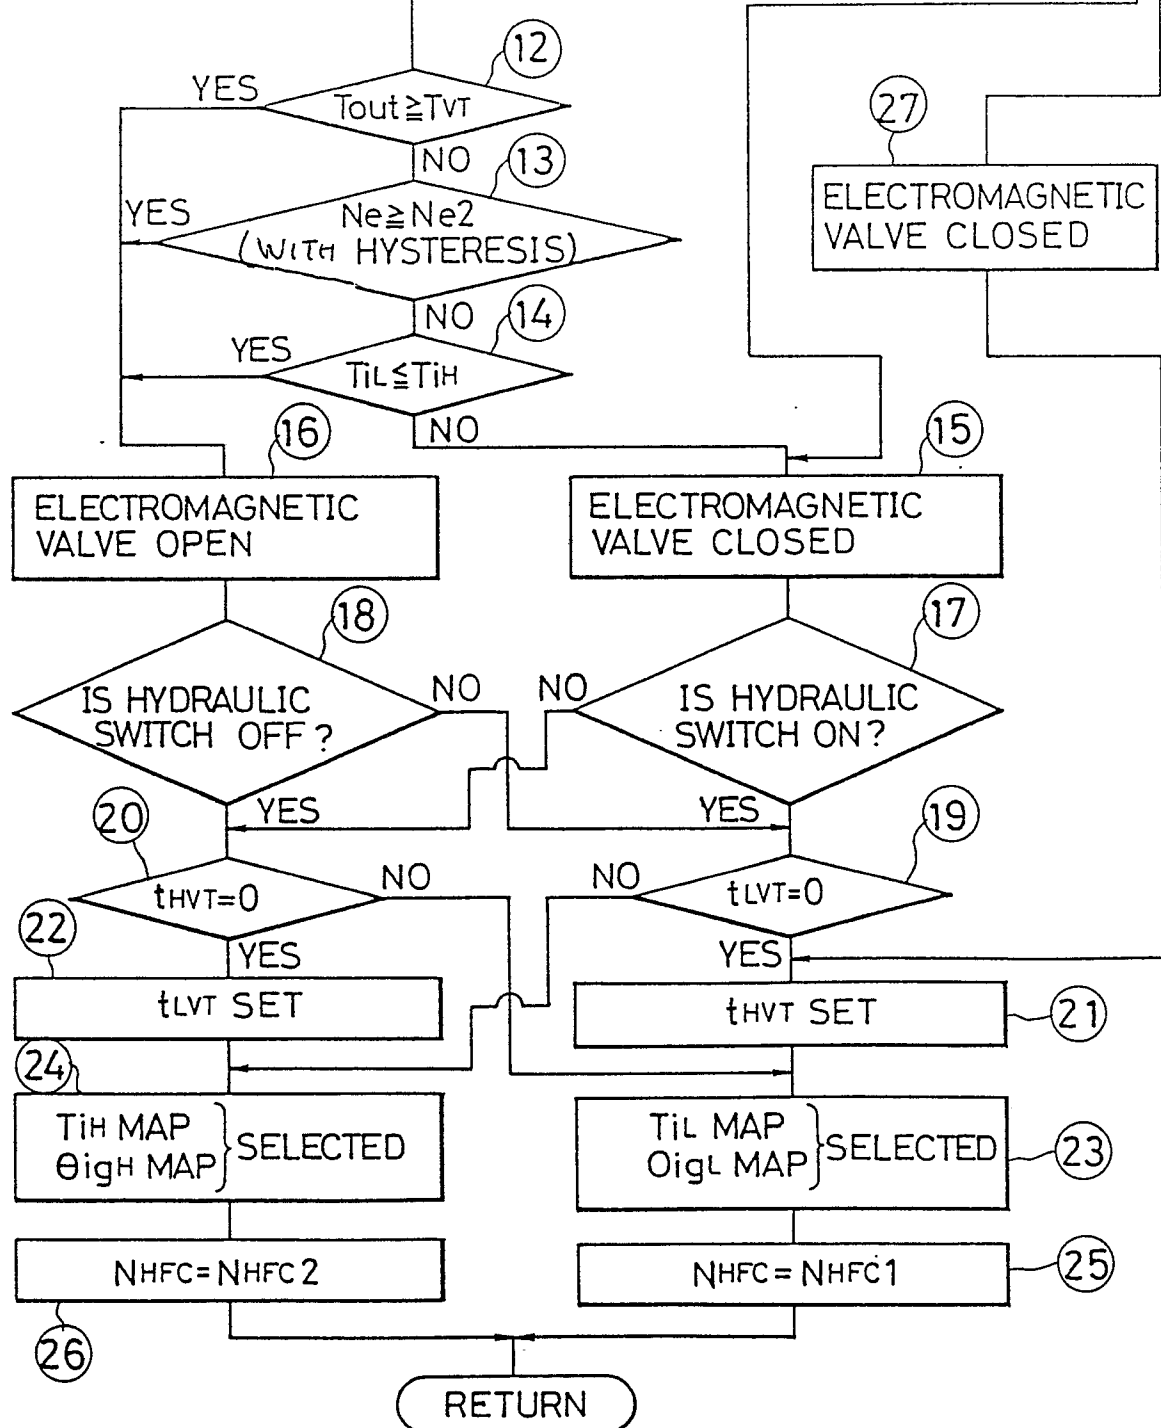 12
YES
Tout≧TVT
27
NO
13
ELECTROMAGNETIC
VALVE CLOSED
YES
Ne≧Ne2
(WITH HYSTERESIS)
NO
14
YES
TiL≦TiH
NO
16
15
ELECTROMAGNETIC
VALVE OPEN
ELECTROMAGNETIC
VALVE CLOSED
18
17
IS HYDRAULIC
SWITCH OFF?
NO
NO
IS HYDRAULIC
SWITCH ON?
YES
YES
20
19
tHVT=0
NO
NO
tLVT=0
22
YES
YES
tLVT SET
tHVT SET
21
24
TiH MAP
θigH MAP
SELECTED
TiL MAP
OigL MAP
SELECTED
23
NHFC=NHFC2
NHFC=NHFC1
25
26
RETURN